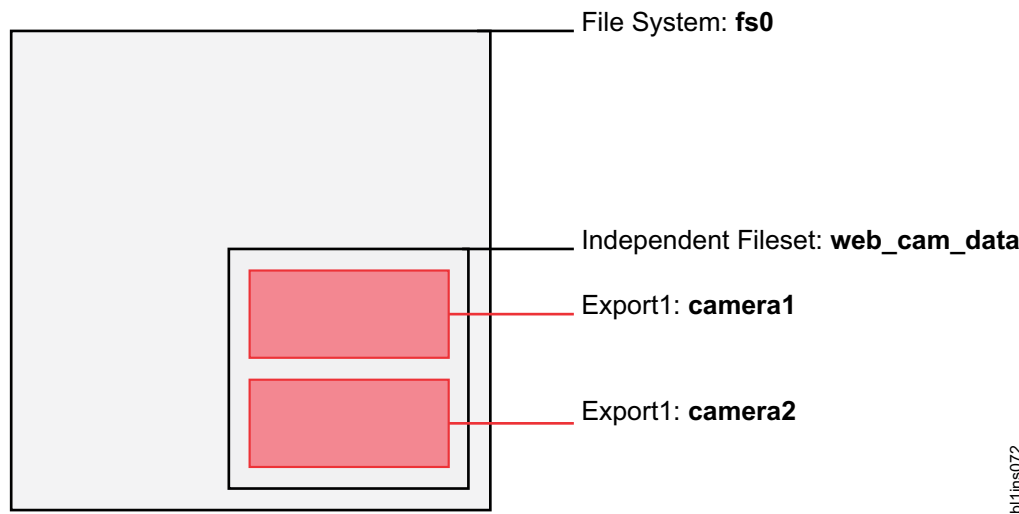 File System: fs0
Independent Fileset: web_cam_data
Export1: camera1
Export1: camera2
bl1ins072